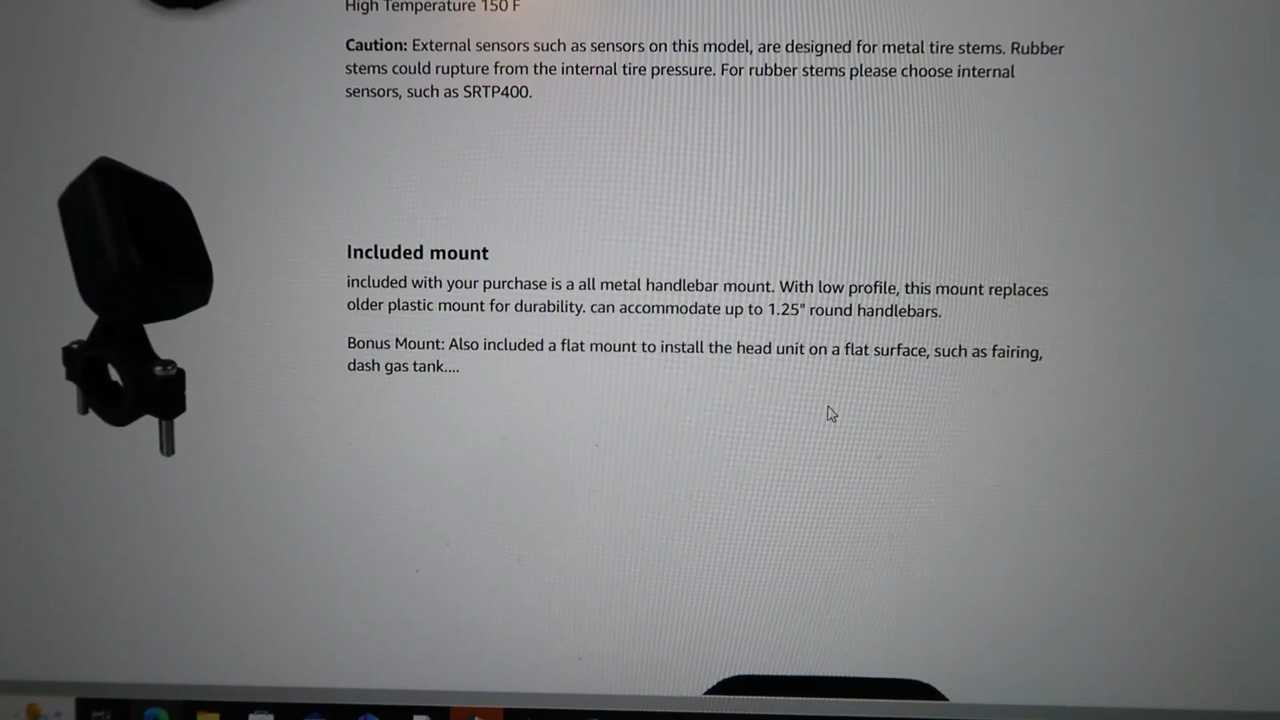 High Temperature 150 F
Caution: External sensors such as sensors on this model, are designed for metal tire stems. Rubber
stems could rupture from the internal tire pressure. For rubber stems please choose internal
sensors, such as SRTP400.
Included mount
included with your purchase is a all metal handlebar mount. With low profile, this mount replaces
older plastic mount for durability. can accommodate up to 1.25" round handlebars.
Bonus Mount: Also included a flat mount to install the head unit on a flat surface, such as fairing,
dash gas tank....